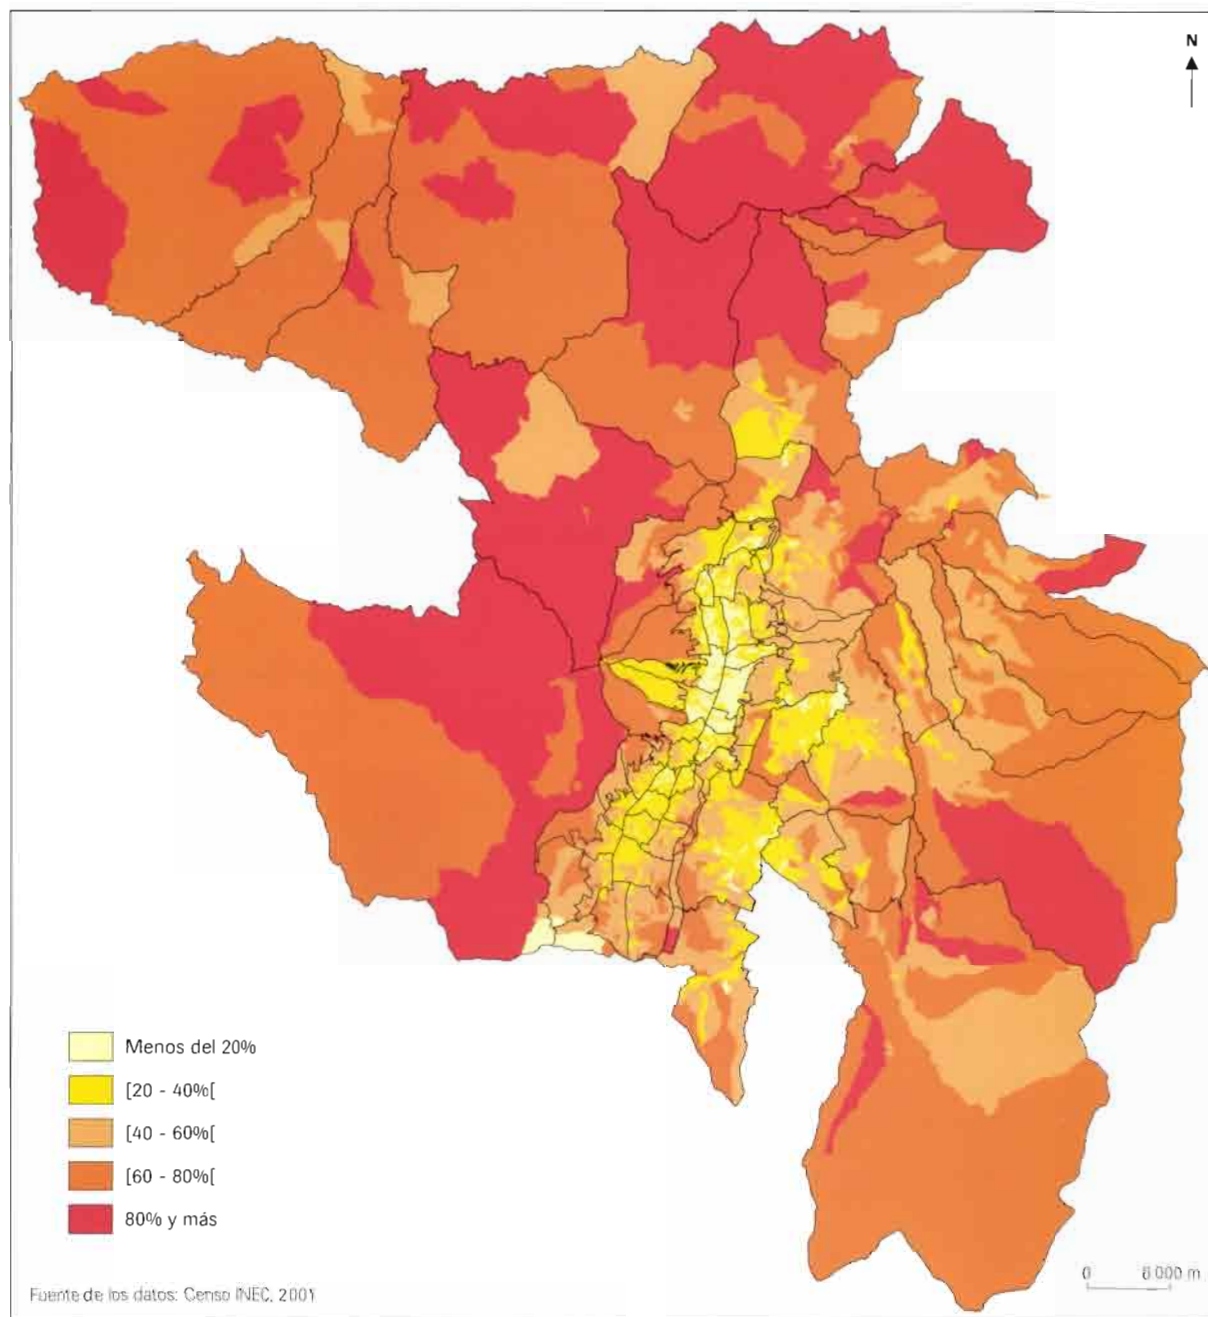 N
Menos del 20%
[20 - 40%[
[40 - 60%[
[60 - 80%[
80% y más
0 6 000 m
Fuente de los datos: Censo INEC, 2001